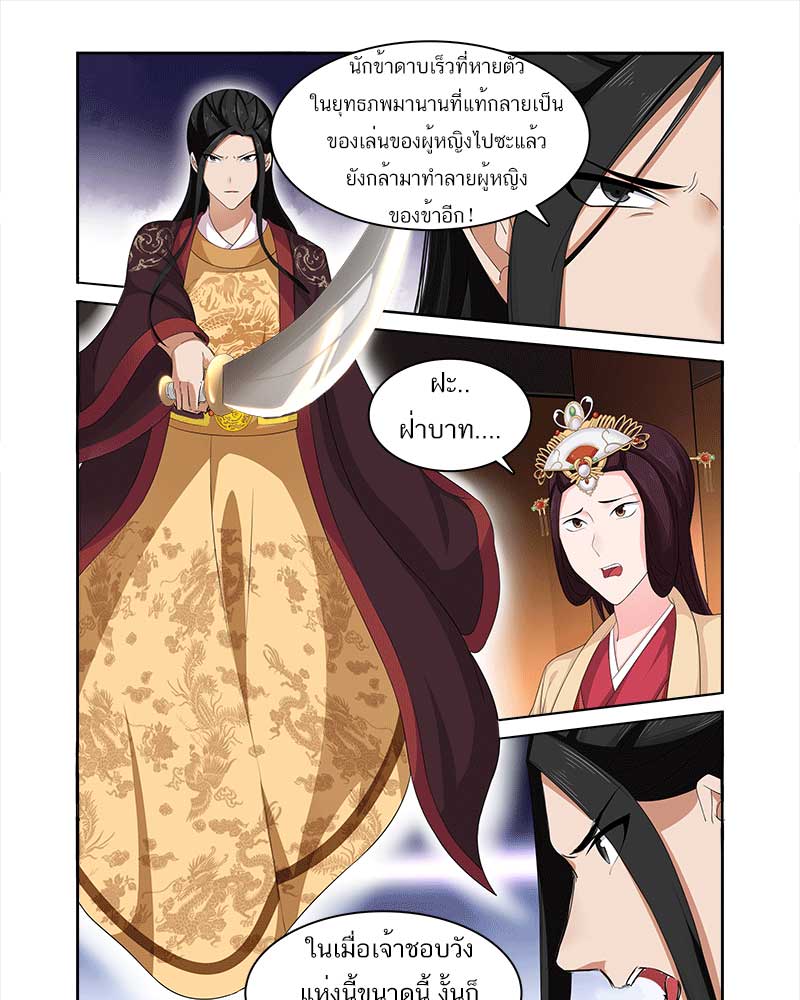 นักฆ่าดาบเร็วที่หายตัว
ในยุทธภพมานานที่แท้กลายเป็น
ของเล่นของผู้หญิงไปซะแล้ว
ยังกล้ามาทำลายผู้หญิง
ของข้าอีก!
ฝะ..
ฝ่าบาท....
ในเมื่อเจ้าชอบวัง
แห่งนี้ขนาดนี้ งั้นก็